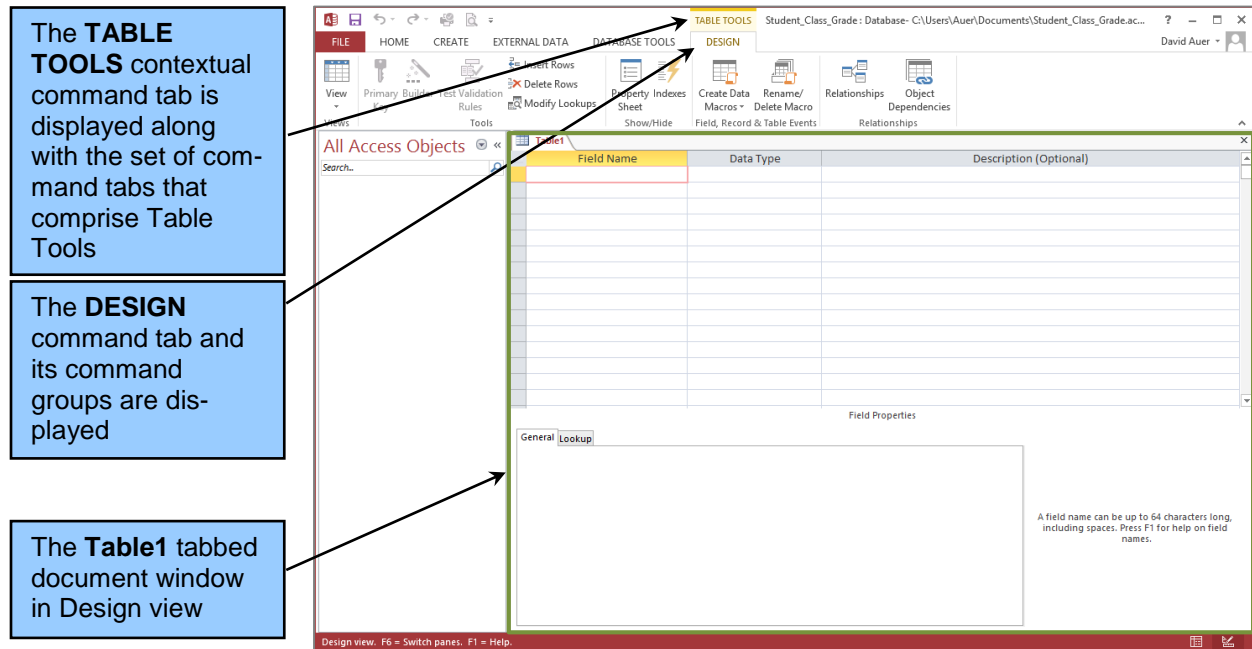 The TABLE
TOOLS contextual
command tab is
displayed along
with the set of com-
mand tabs that
comprise Table
Tools
The DESIGN
command tab and
its command
groups are dis-
played
The Table1 tabbed
document window
in Design view
TABLE TOOLS Student_Class_Grade : Database- C:\Users\Auer\Documents\Student_Class_Grade.ac... ?
FILE HOME CREATE EXTERNAL DATA DATABASE TOOLS DESIGN David Auer
View
Primary
Key
Builder
Test Validation
Rules
Insert Rows
Delete Rows
Modify Lookups
Property
Sheet
Indexes
Create Data
Macros
Rename/
Delete Macro
Relationships
Object
Dependencies
Views Tools Show/Hide Field, Record & Table Events Relationships
All Access Objects «
Search...
Table1
Field Name Data Type Description (Optional)
Field Properties
General Lookup
A field name can be up to 64 characters long,
including spaces. Press F1 for help on field
names.
Design view. F6 = Switch panes. F1 = Help.